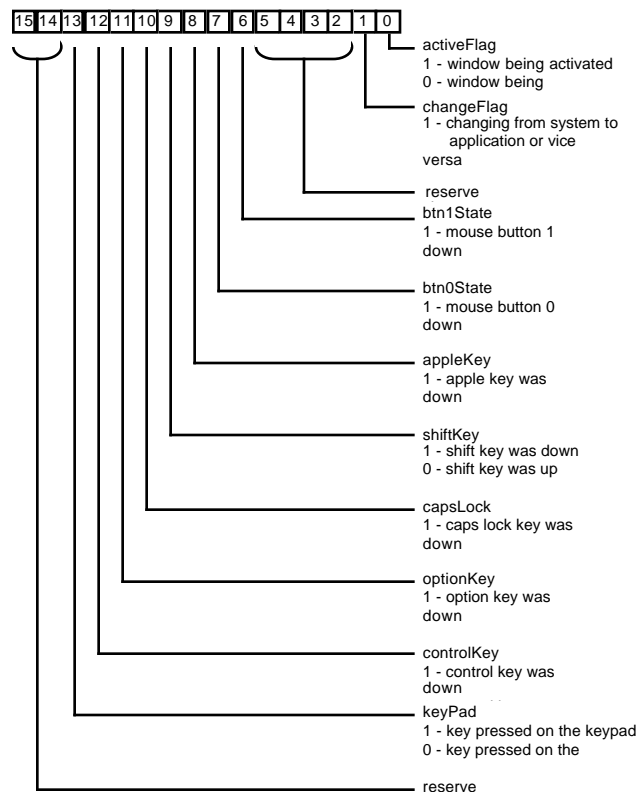 15 14 13 12 11 10 9 8 7 6 5 4 3 2 1 0
activeFlag
1 - window being activated
0 - window being
changeFlag
1 - changing from system to
application or vice
versa
reserve
btn1State
1 - mouse button 1
down
btn0State
1 - mouse button 0
down
appleKey
1 - apple key was
down
shiftKey
1 - shift key was down
0 - shift key was up
capsLock
1 - caps lock key was
down
optionKey
1 - option key was
down
controlKey
1 - control key was
down
keyPad
1 - key pressed on the keypad
0 - key pressed on the
reserve